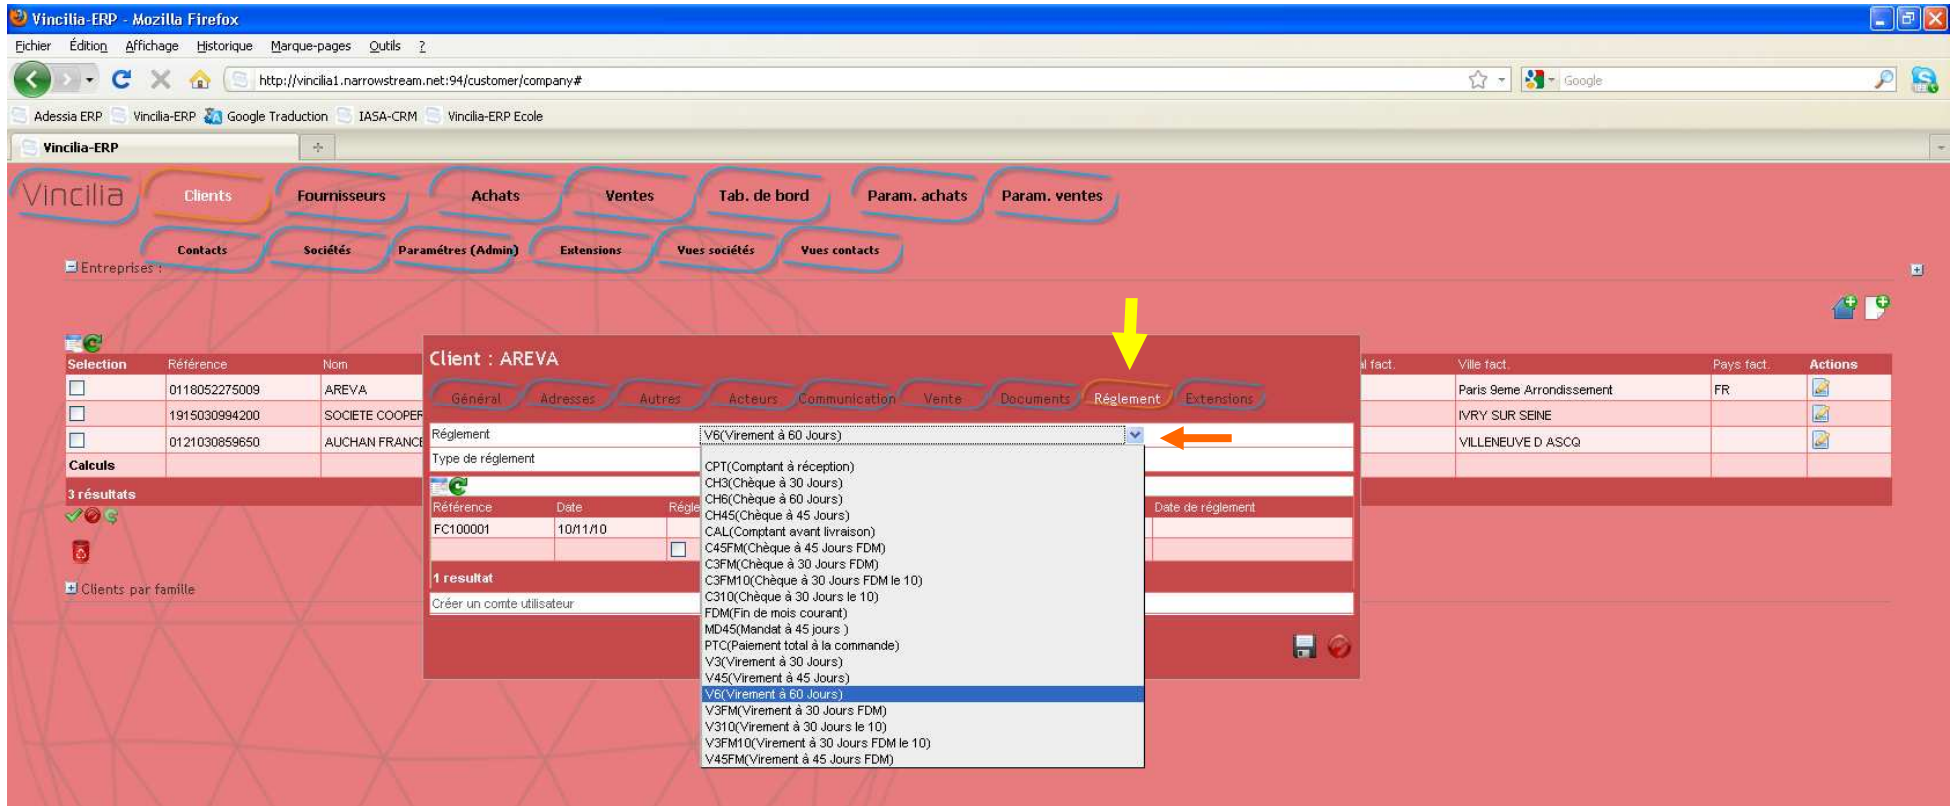 Vincilia-ERP - Mozilla Firefox
Fichier Édition Affichage Historique Marque-pages Outils ?
http://vincilia1.narrowstream.net:94/customer/company#
Google
Adessia ERP Vincilia-ERP Google Traduction IASA-CRM Vincilia-ERP Ecole
Vincilia-ERP
Vincilia Clients Fournisseurs Achats Ventes Tab. de bord Param. achats Param. ventes
Contacts Sociétés Paramétres (Admin) Extensions Vues sociétés Vues contacts
Entreprises :
Client : AREVA
Selection Référence Nom al fact. Ville fact. Pays fact. Actions
0118052275009 AREVA Paris 9eme Arrondissement FR
1915030994200 SOCIETE COOPER IVRY SUR SEINE
0121030859650 AUCHAN FRANCE VILLENEUVE D ASCQ
Calculs
3 résultats
Clients par famille
Général Adresses Autres Acteurs Communication Vente Documents Réglement Extensions
Réglement V6(Virement à 60 Jours)
Type de réglement
Référence Date Régle Date de réglement
FC100001 10/11/10
1 resultat
Créer un comte utilisateur
CPT(Comptant à réception)
CH3(Chèque à 30 Jours)
CH6(Chèque à 60 Jours)
CH45(Chèque à 45 Jours)
CAL(Comptant avant livraison)
C45FM(Chèque à 45 Jours FDM)
C3FM(Chèque à 30 Jours FDM)
C3FM10(Chèque à 30 Jours FDM le 10)
C310(Chèque à 30 Jours le 10)
FDM(Fin de mois courant)
MD45(Mandat à 45 jours )
PTC(Paiement total à la commande)
V3(Virement à 30 Jours)
V45(Virement à 45 Jours)
V6(Virement à 60 Jours)
V3FM(Virement à 30 Jours FDM)
V310(Virement à 30 Jours le 10)
V3FM10(Virement à 30 Jours FDM le 10)
V45FM(Virement à 45 Jours FDM)